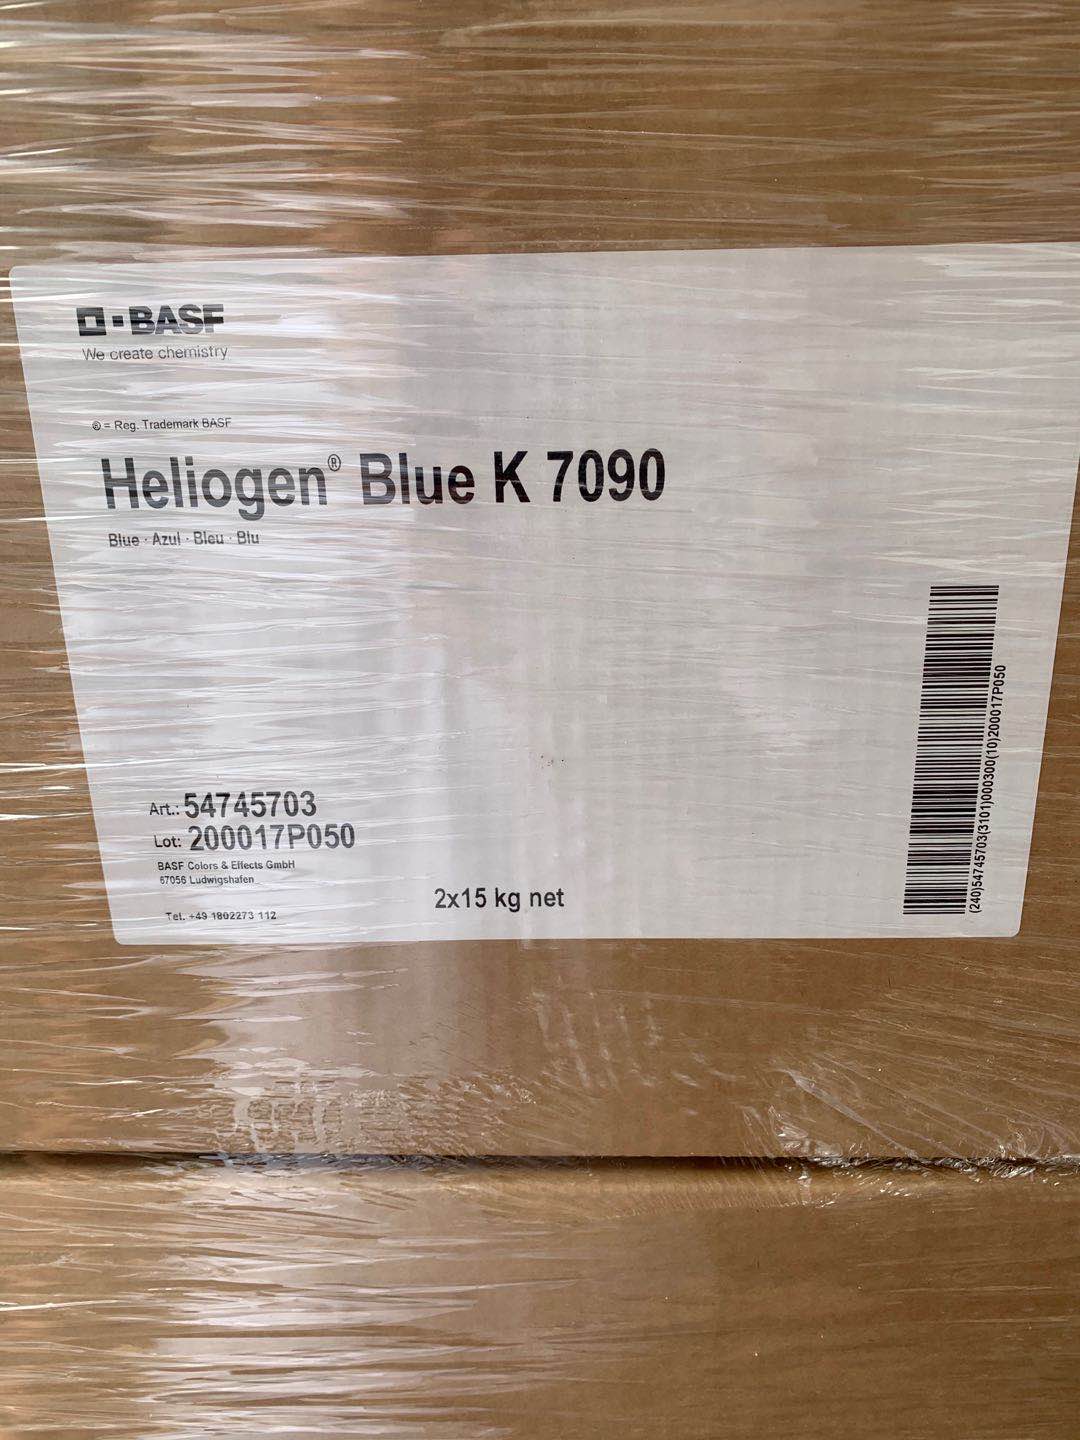 BASF
We create chemistry
® = Reg. Trademark BASF
Heliogen® Blue K 7090
Blue · Azul · Bleu · Blu
Art.: 54745703
Lot: 200017P050
BASF Colors & Effects GmbH
67056 Ludwigshafen
Tel. +49 1802273 112
2x15 kg net
(240)54745703(3101)000300(10)200017P050